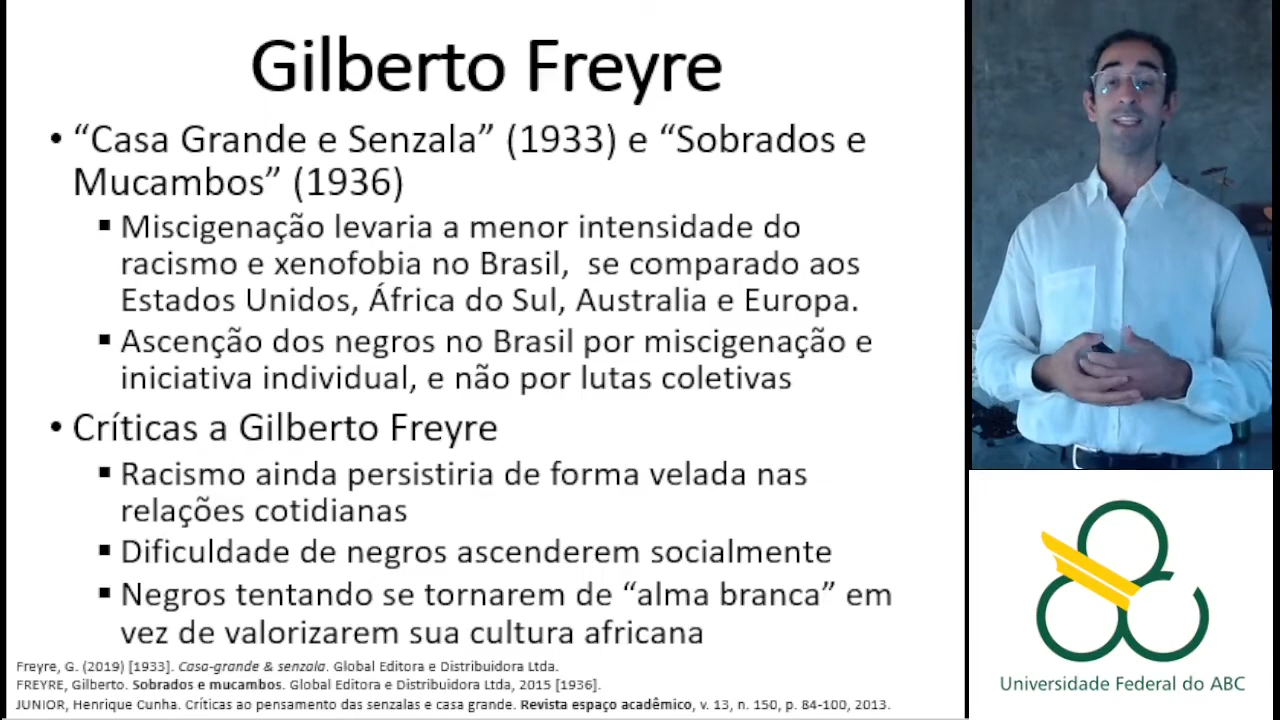 Gilberto Freyre
• “Casa Grande e Senzala” (1933) e “Sobrados e
Mucambos” (1936)
▪ Miscigenação levaria a menor intensidade do
racismo e xenofobia no Brasil,  se comparado aos
Estados Unidos, África do Sul, Australia e Europa.
▪ Ascenção dos negros no Brasil por miscigenação e
iniciativa individual, e não por lutas coletivas
• Críticas a Gilberto Freyre
▪ Racismo ainda persistiria de forma velada nas
relações cotidianas
▪ Dificuldade de negros ascenderem socialmente
▪ Negros tentando se tornarem de “alma branca” em
vez de valorizarem sua cultura africana
Freyre, G. (2019) [1933]. Casa-grande & senzala. Global Editora e Distribuidora Ltda.
FREYRE, Gilberto. Sobrados e mucambos. Global Editora e Distribuidora Ltda, 2015 [1936].
JUNIOR, Henrique Cunha. Críticas ao pensamento das senzalas e casa grande. Revista espaço acadêmico, v. 13, n. 150, p. 84-100, 2013.
Universidade Federal do ABC